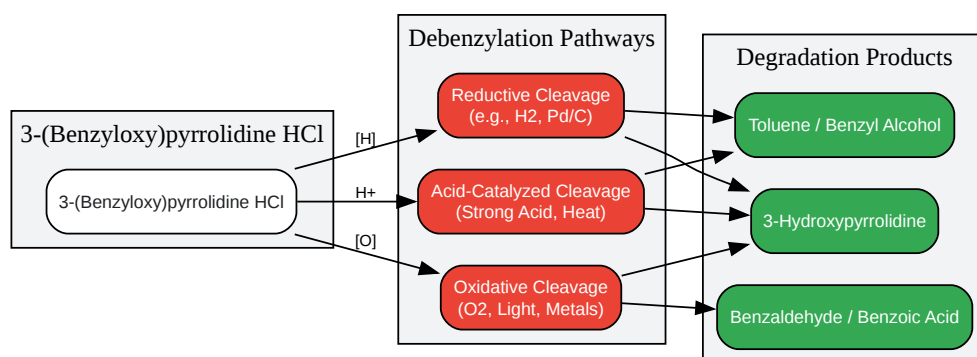 3-(Benzyloxy)pyrrolidine HCl
3-(Benzyloxy)pyrrolidine HCl
[H]
H+
[O]
Debenzylation Pathways
Reductive Cleavage
(e.g., H2, Pd/C)
Acid-Catalyzed Cleavage
(Strong Acid, Heat)
Oxidative Cleavage
(O2, Light, Metals)
Degradation Products
Toluene / Benzyl Alcohol
3-Hydroxypyrrolidine
Benzaldehyde / Benzoic Acid